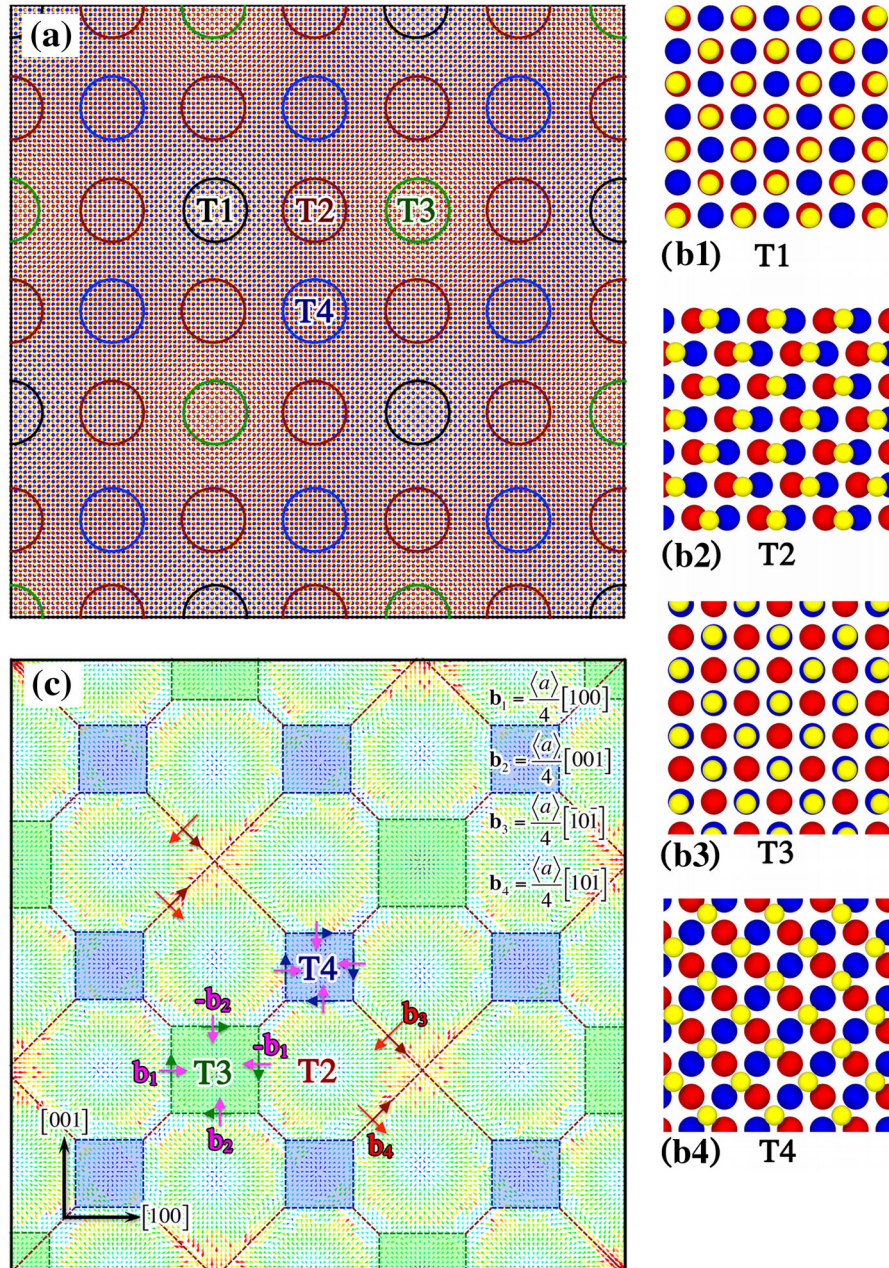 (a)
T1 T2 T3
T4
(b1) T1
(b2) T2
(b3) T3
(b4) T4
(c)
b₁ = ⟨a⟩/4 [100]
b₂ = ⟨a⟩/4 [001]
b₃ = ⟨a⟩/4 [1̄01̄]
b₄ = ⟨a⟩/4 [101̄]
T4
-b₂
b₃
b₁ T3 -b₁ T2
b₂
b₄
[001]
[100]